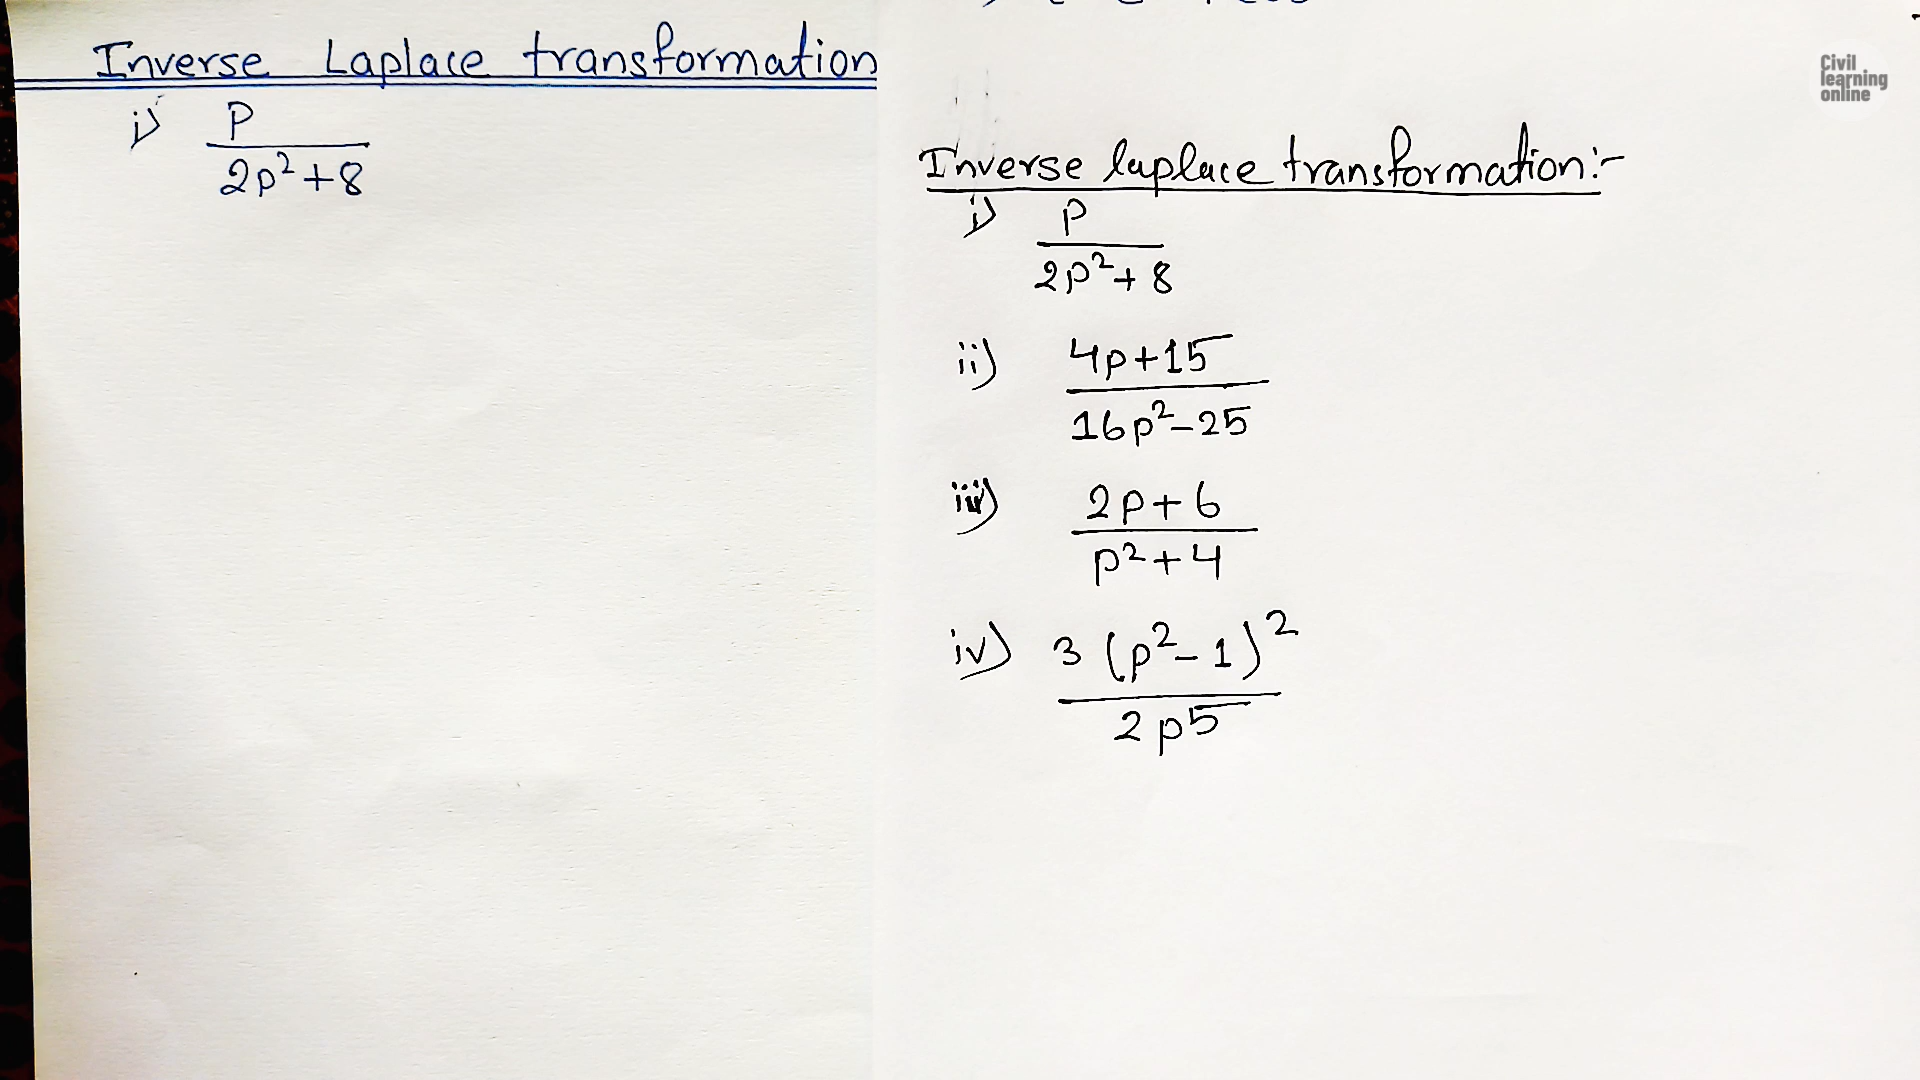 Inverse Laplace transformation
i) P
2p²+8
Civil
learning
online
Inverse laplace transformation:-
i) P
2p²+8
ii) 4p+15
16p²-25
iii) 2p+6
p²+4
iv) 3(p²-1)²
2p5